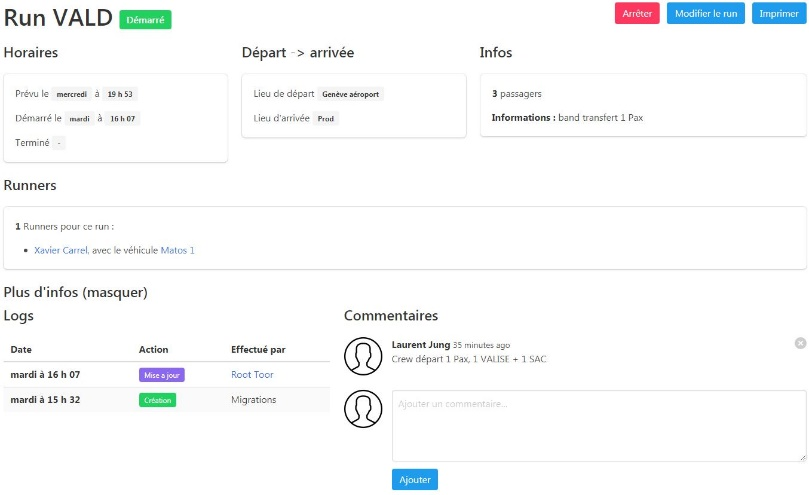 Run VALD Démarré
Arrêter Modifier le run Imprimer
Horaires
Prévu le mercredi à 19 h 53
Démarré le mardi à 16 h 07
Terminé -
Départ -> arrivée
Lieu de départ Genève aéroport
Lieu d'arrivée Prod
Infos
3 passagers
Informations : band transfert 1 Pax
Runners
1 Runners pour ce run :
Xavier Carrel, avec le véhicule Matos 1
Plus d'infos (masquer)
Logs
Date Action Effectué par
mardi à 16 h 07 Mise a jour Root Toor
mardi à 15 h 32 Création Migrations
Commentaires
Laurent Jung 35 minutes ago
Crew départ 1 Pax, 1 VALISE + 1 SAC
Ajouter un commentaire...
Ajouter